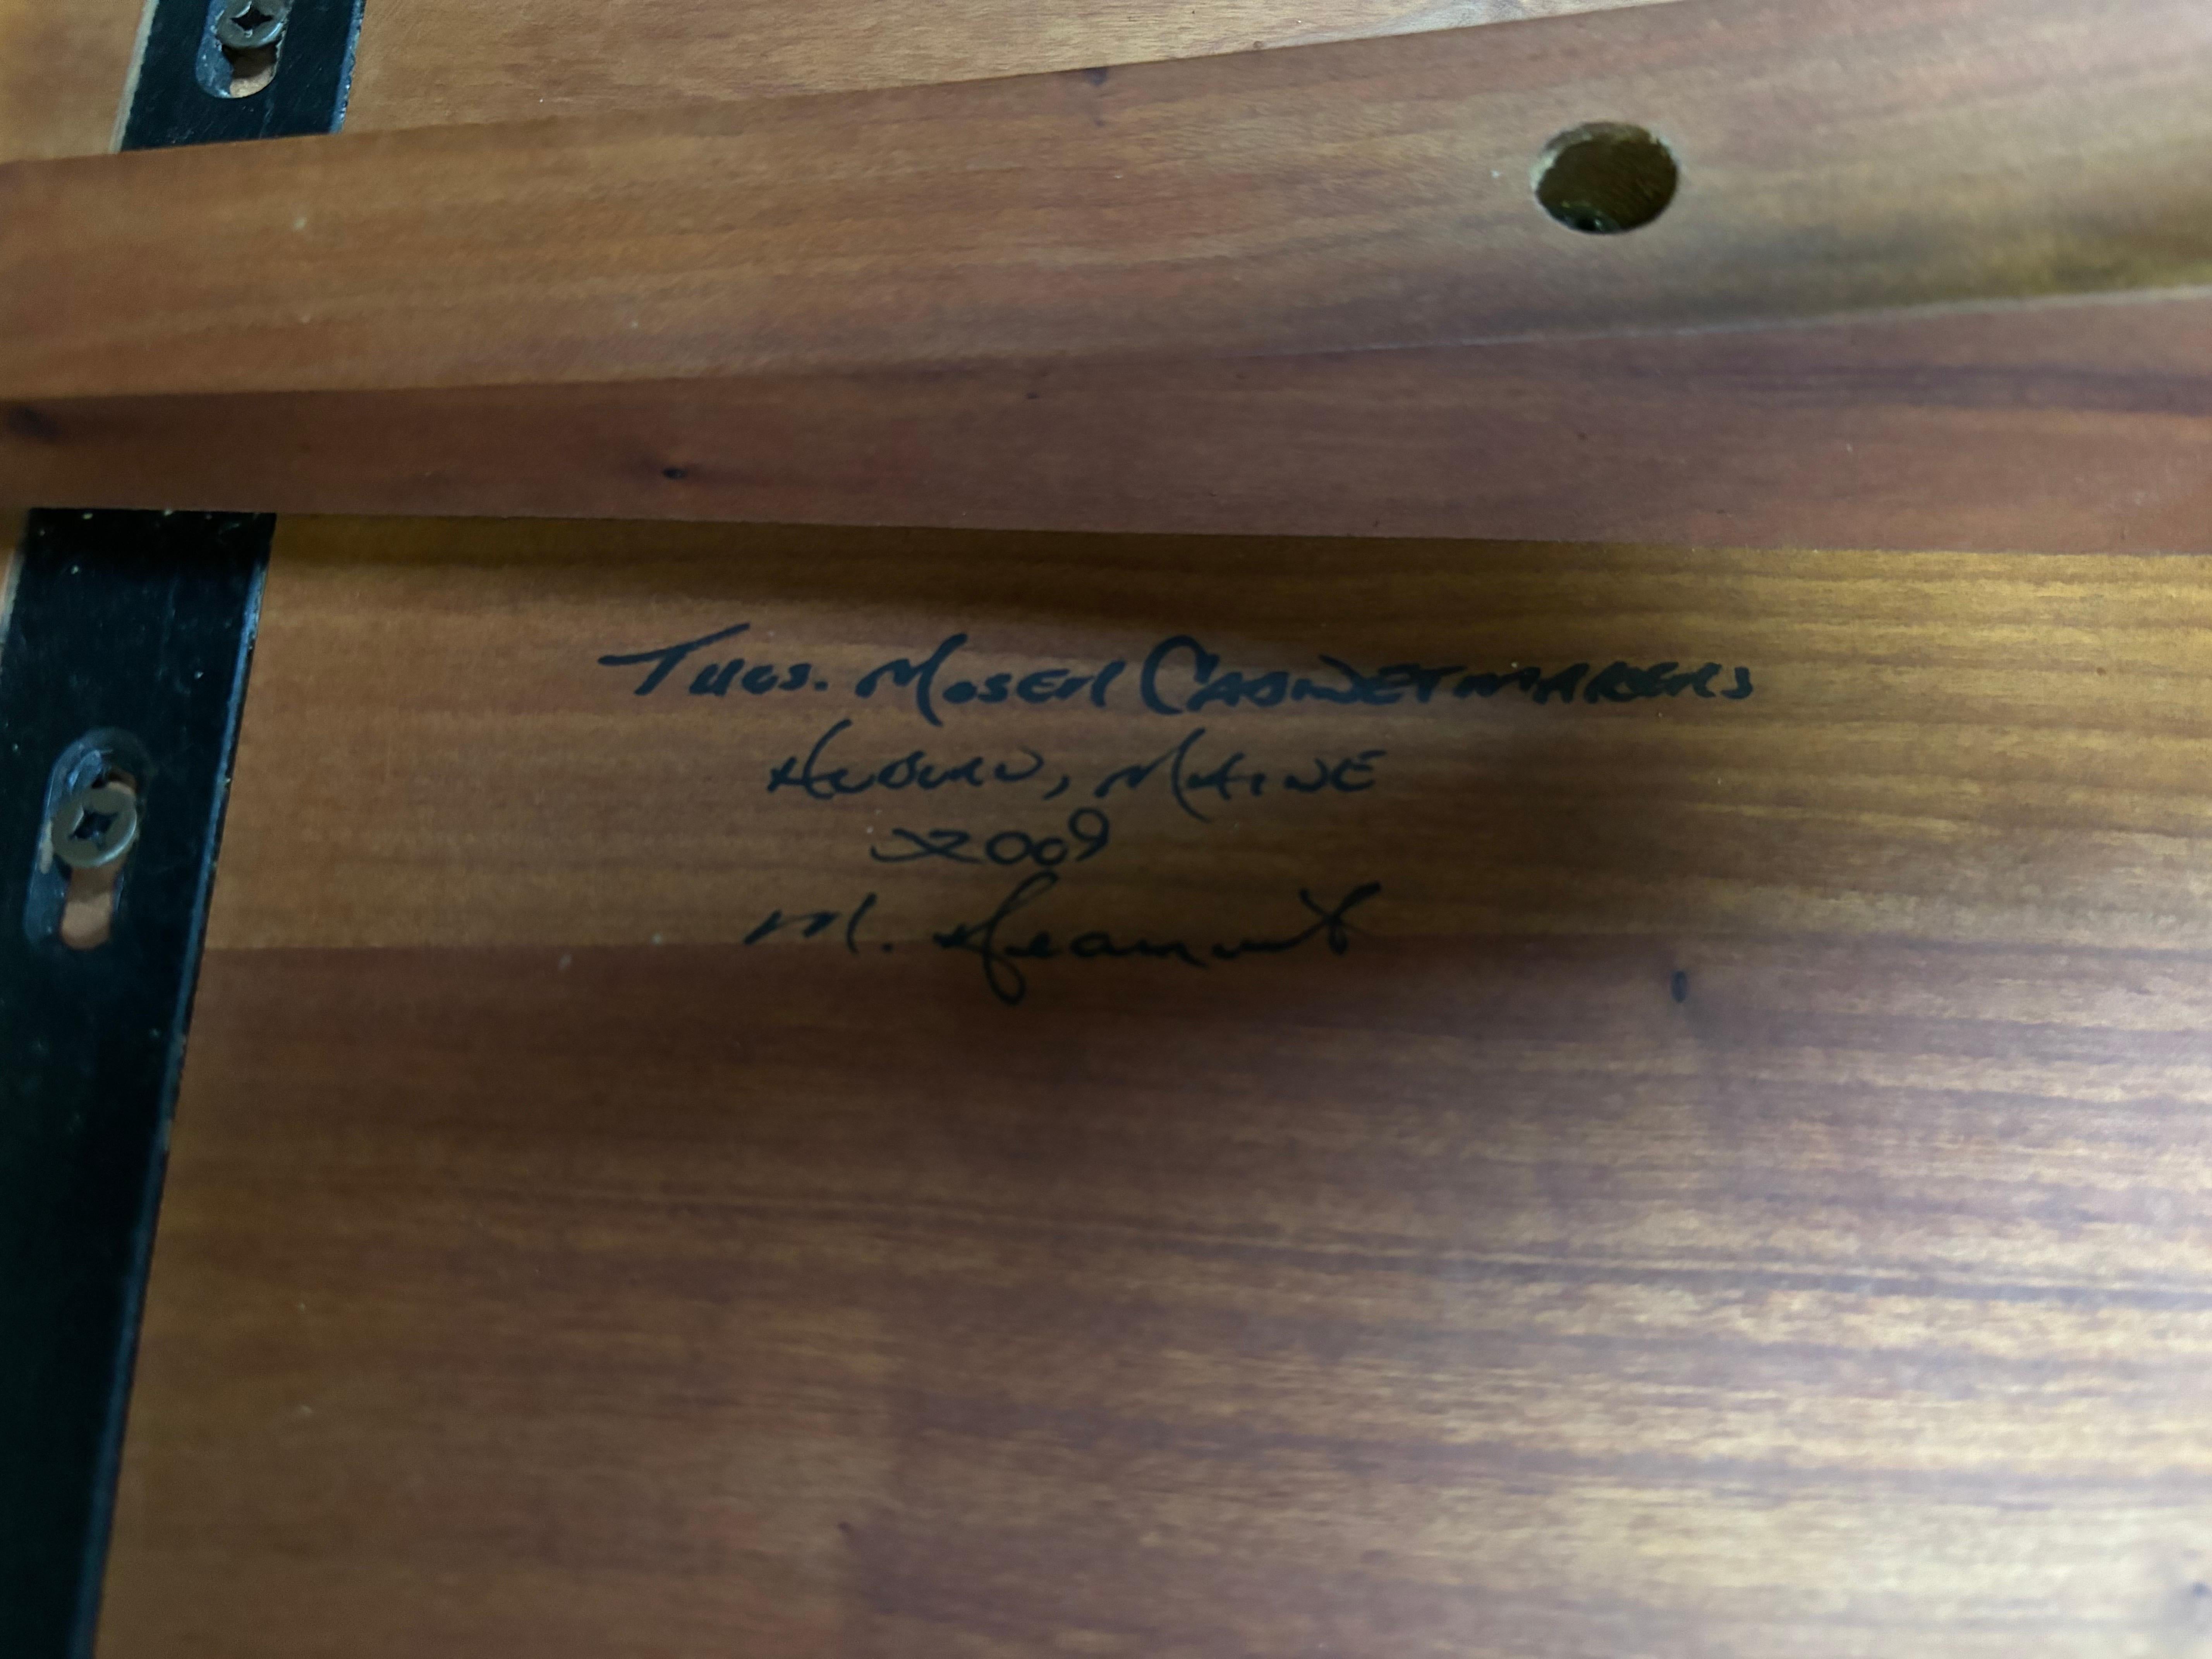 Thos. Moser Cabinetmakers
Auburn, Maine
2009
M.